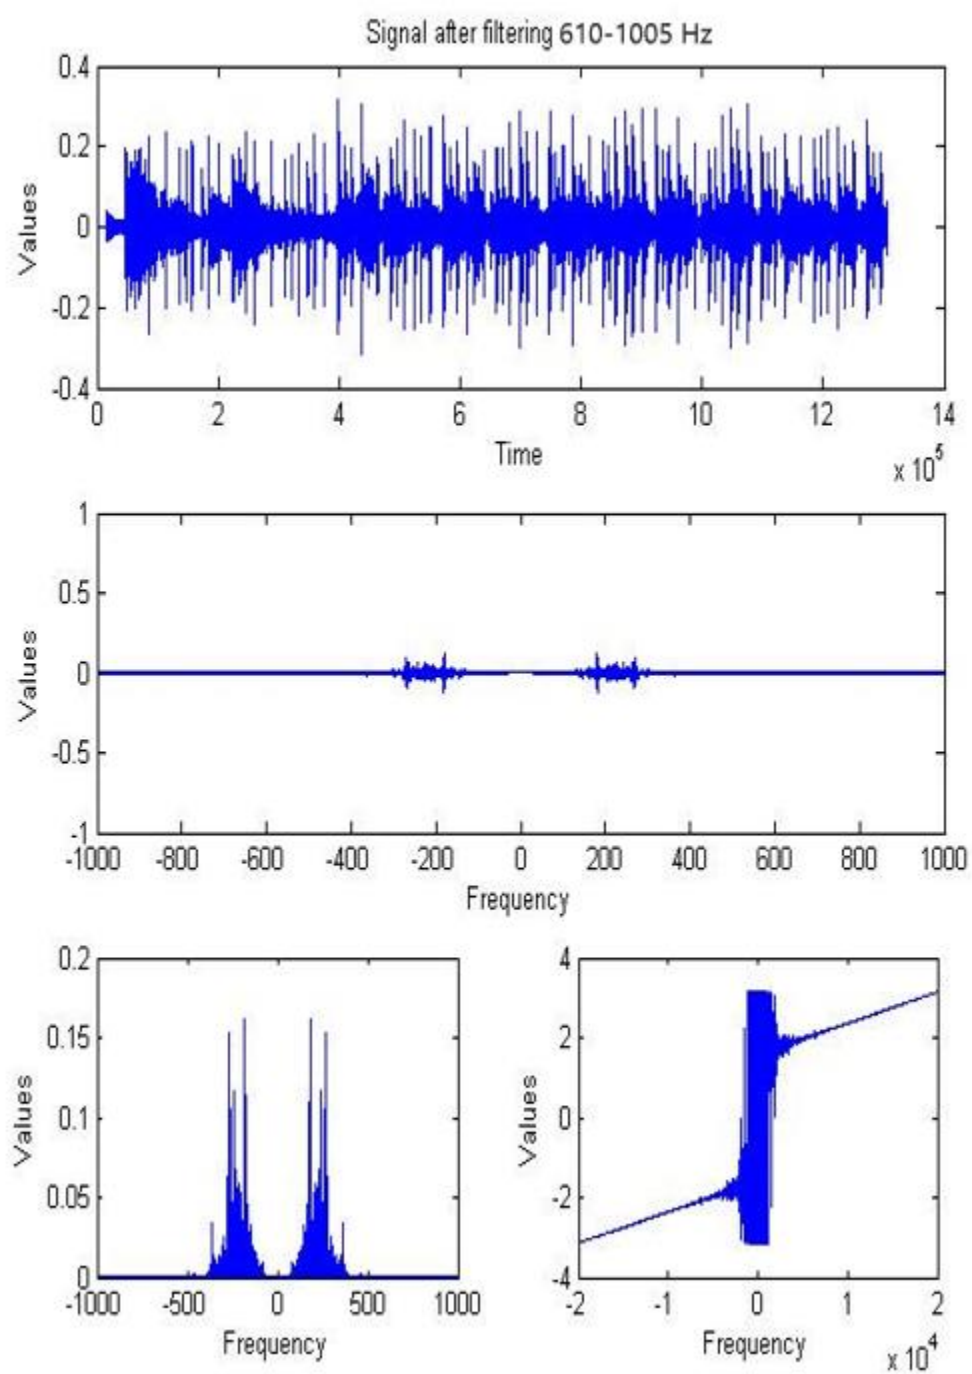 Signal after filtering 610-1005 Hz
0.4
0.2
0
-0.2
-0.4
Values
0 2 4 6 8 10 12 14
Time
x 10^5
1
0.5
0
-0.5
-1
Values
-1000 -800 -600 -400 -200 0 200 400 600 800 1000
Frequency
0.2
0.15
0.1
0.05
0
Values
-1000 -500 0 500 1000
Frequency
4
2
0
-2
-4
Values
-2 -1 0 1 2
Frequency
x 10^4